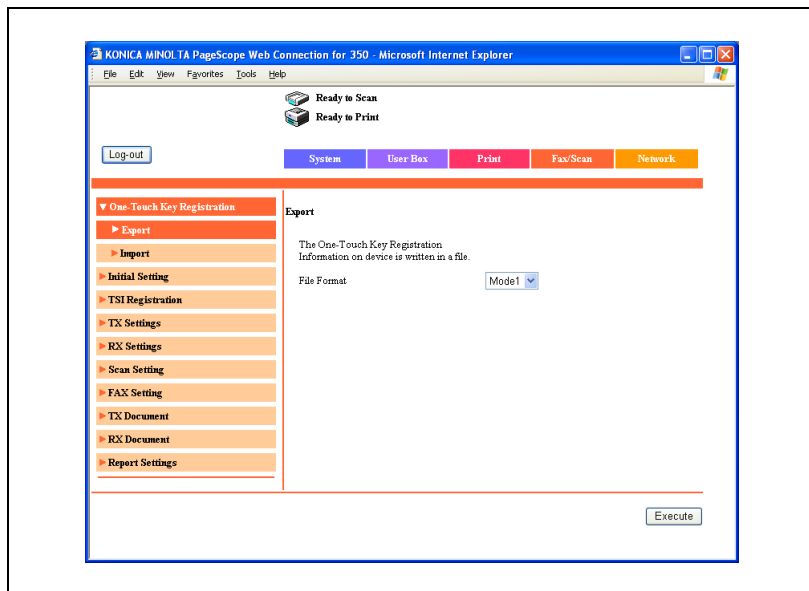 KONICA MINOLTA PageScope Web Connection for 350 - Microsoft Internet Explorer
File Edit View Favorites Tools Help
Ready to Scan
Ready to Print
Log-out
System User Box Print Fax/Scan Network
▼ One-Touch Key Registration
▶ Export
▶ Import
▶ Initial Setting
▶ TSI Registration
▶ TX Settings
▶ RX Settings
▶ Scan Setting
▶ FAX Setting
▶ TX Document
▶ RX Document
▶ Report Settings
Export
The One-Touch Key Registration
Information on device is written in a file.
File Format Mode1
Execute